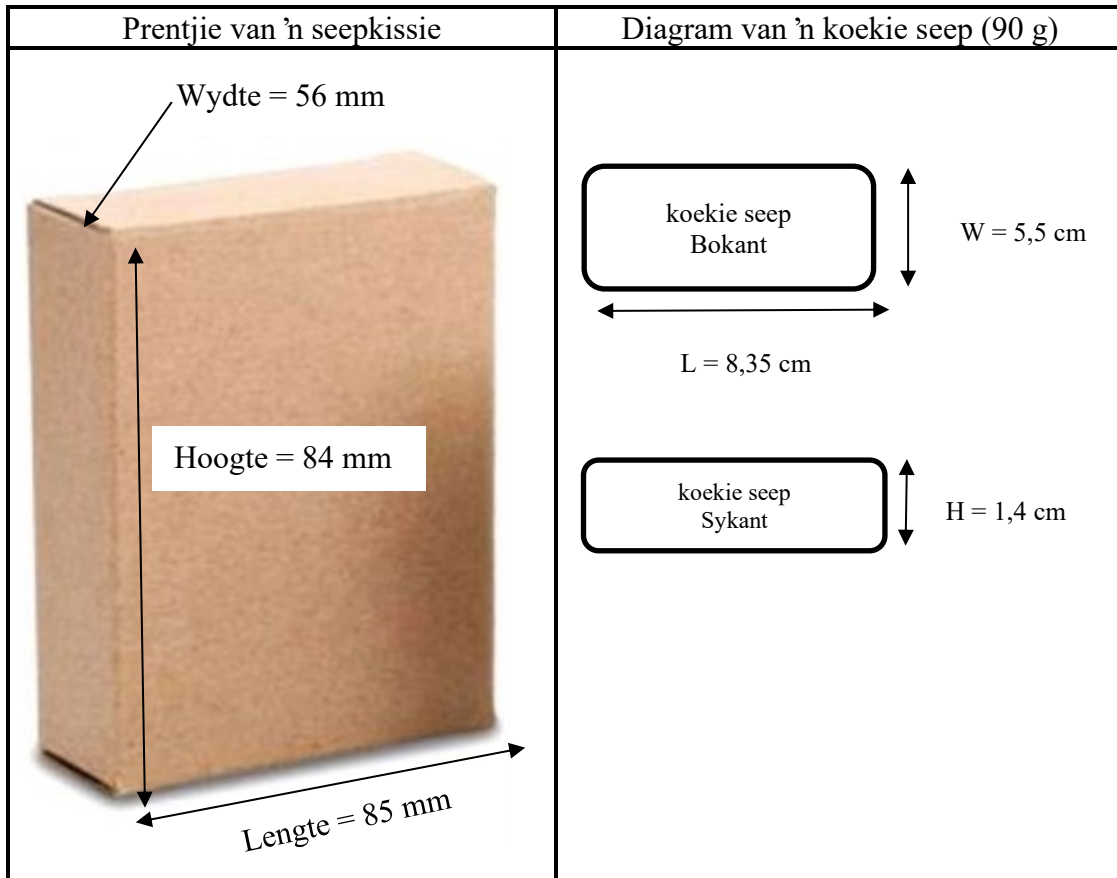 Prentjie van ’n seepkissie
Diagram van ’n koekie seep (90 g)
Wydte = 56 mm
Hoogte = 84 mm
Lengte = 85 mm
koekie seep
Bokant
W = 5,5 cm
L = 8,35 cm
koekie seep
Sykant
H = 1,4 cm